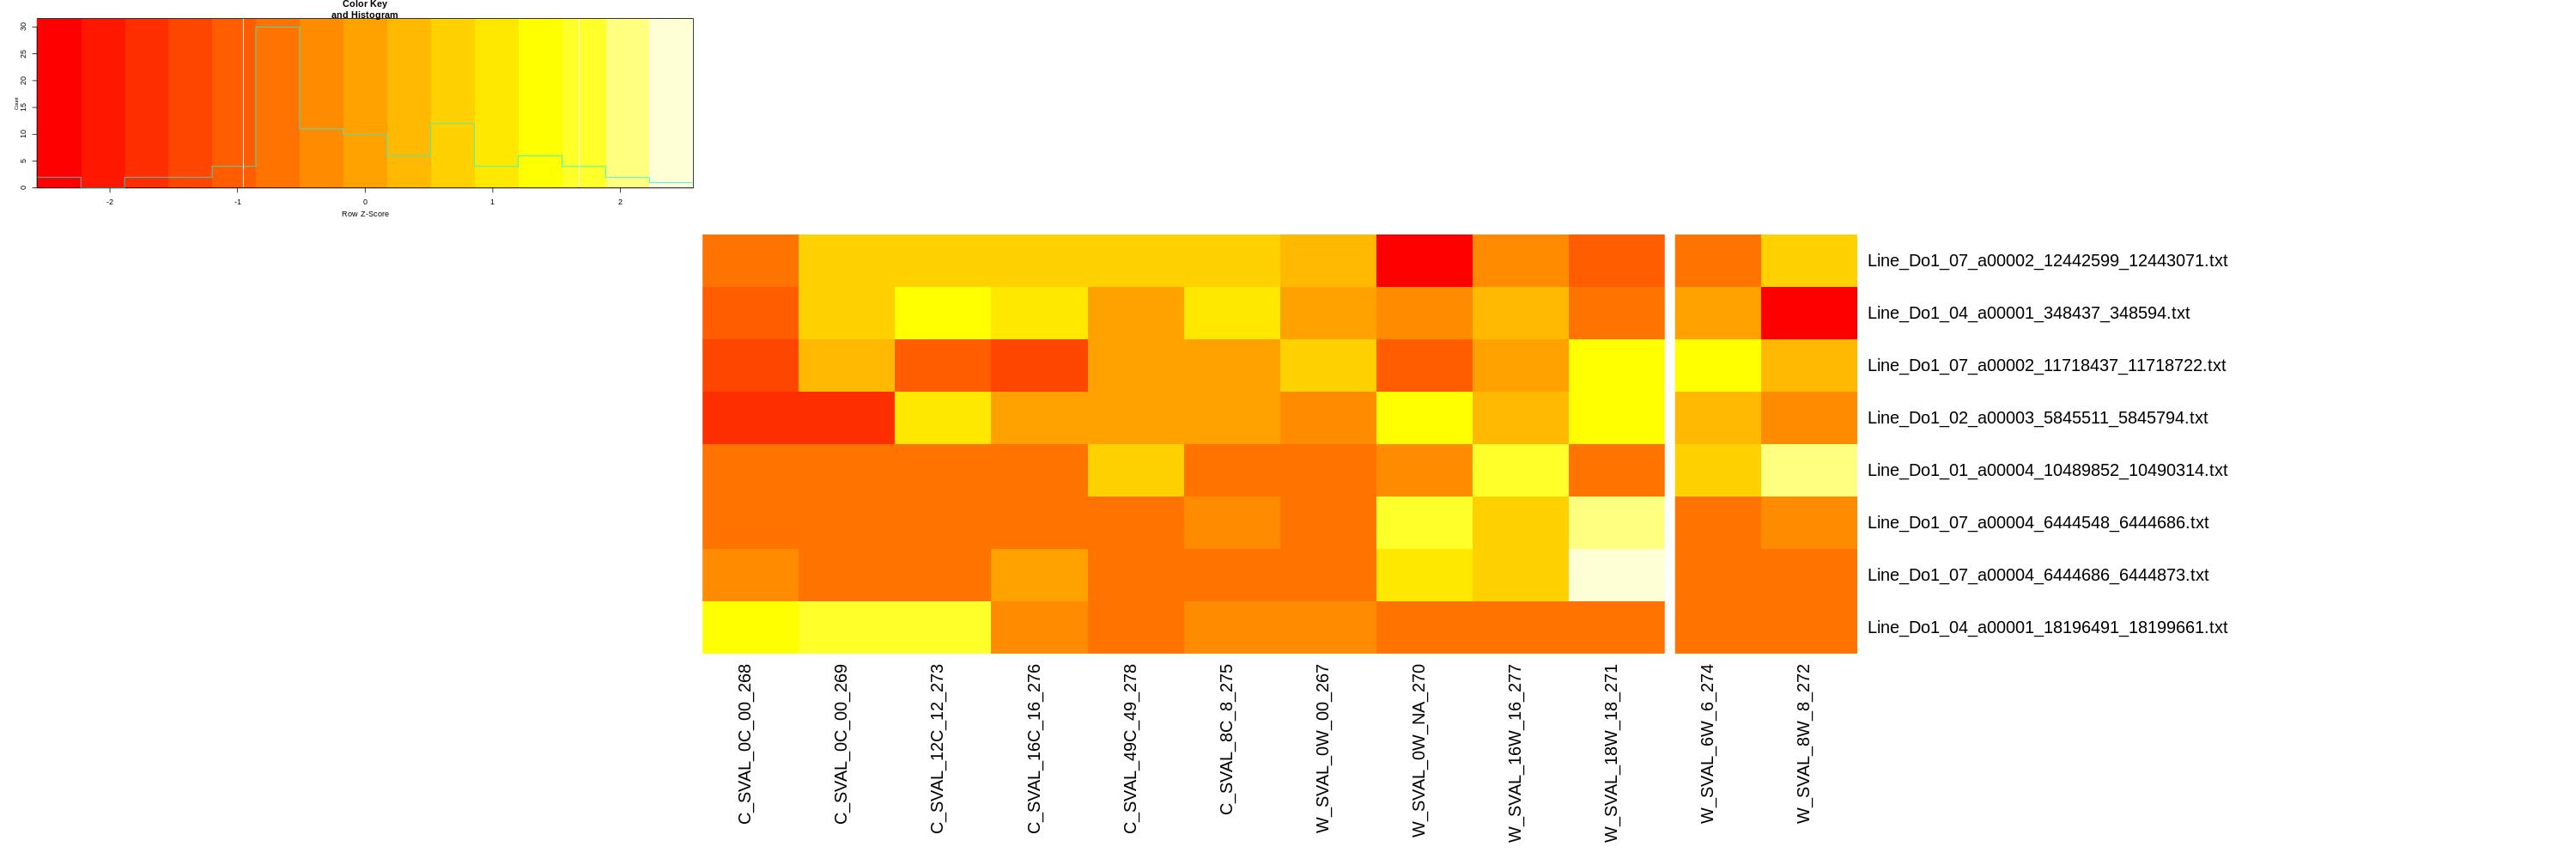 Color Key
and Histogram
Count
0 5 10 15 20 25 30
-2 -1 0 1 2
Row Z-Score
Line_Do1_07_a00002_12442599_12443071.txt
Line_Do1_04_a00001_348437_348594.txt
Line_Do1_07_a00002_11718437_11718722.txt
Line_Do1_02_a00003_5845511_5845794.txt
Line_Do1_01_a00004_10489852_10490314.txt
Line_Do1_07_a00004_6444548_6444686.txt
Line_Do1_07_a00004_6444686_6444873.txt
Line_Do1_04_a00001_18196491_18199661.txt
C_SVAL_0C_00_268
C_SVAL_0C_00_269
C_SVAL_12C_12_273
C_SVAL_16C_16_276
C_SVAL_49C_49_278
C_SVAL_8C_8_275
W_SVAL_0W_00_267
W_SVAL_0W_NA_270
W_SVAL_16W_16_277
W_SVAL_18W_18_271
W_SVAL_6W_6_274
W_SVAL_8W_8_272